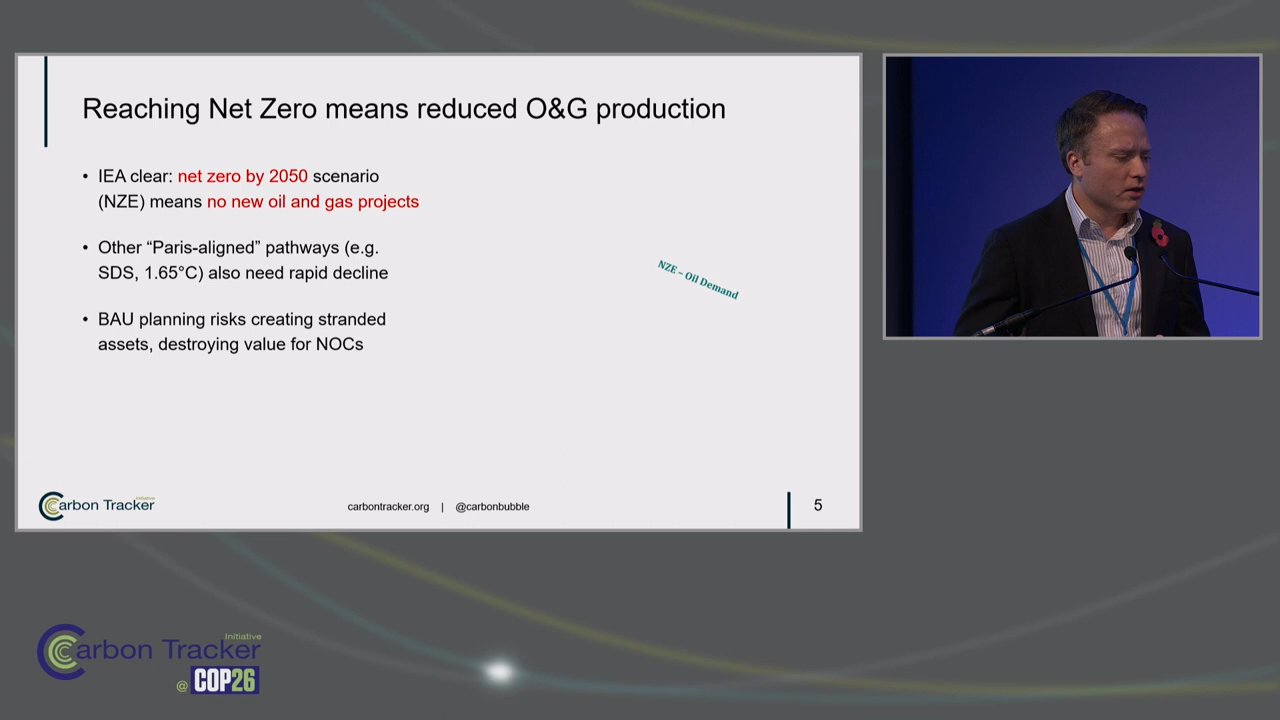 Reaching Net Zero means reduced O&G production
• IEA clear: net zero by 2050 scenario
(NZE) means no new oil and gas projects
• Other “Paris-aligned” pathways (e.g.
SDS, 1.65°C) also need rapid decline
• BAU planning risks creating stranded
assets, destroying value for NOCs
NZE – Oil Demand
Carbon Tracker
Initiative
carbontracker.org | @carbonbubble
5
Carbon Tracker
Initiative
@ COP26